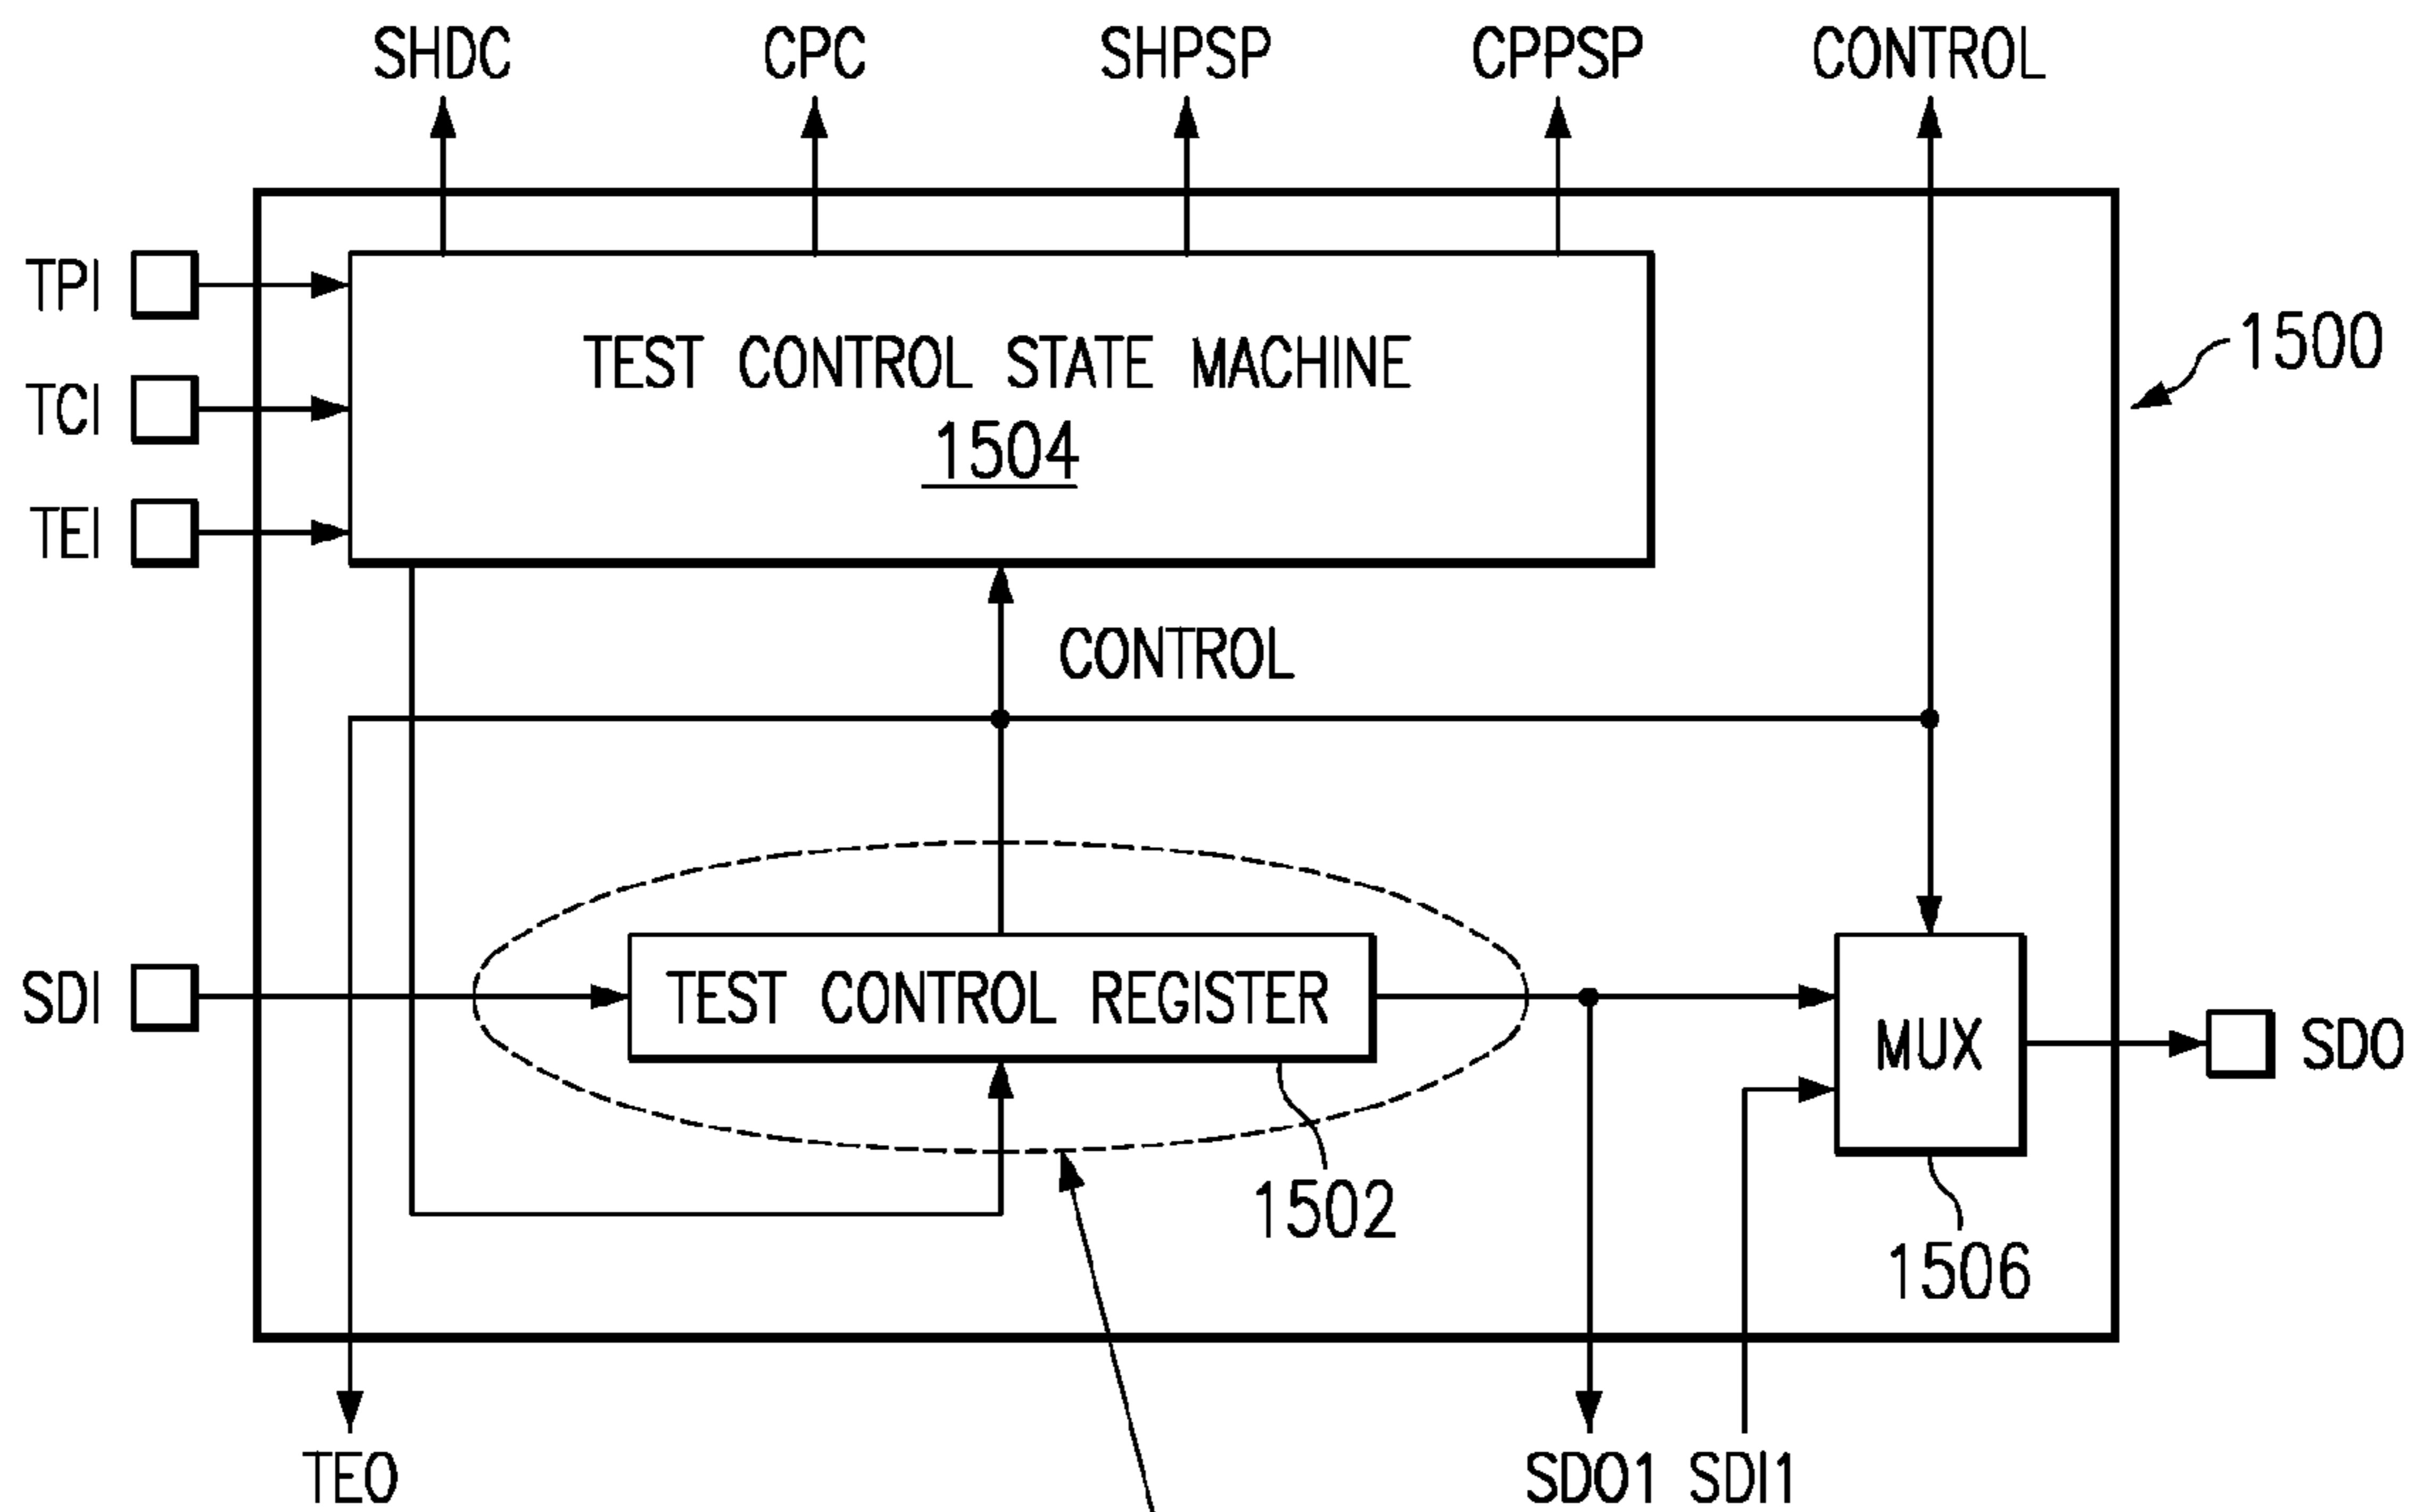 SHDC CPC SHPSP CPPSP CONTROL
TPI
TEST CONTROL STATE MACHINE
1500
TCI
1504
TEI
CONTROL
SDI
TEST CONTROL REGISTER
MUX
SDO
1502
1506
TEO
SDO1 SDI1